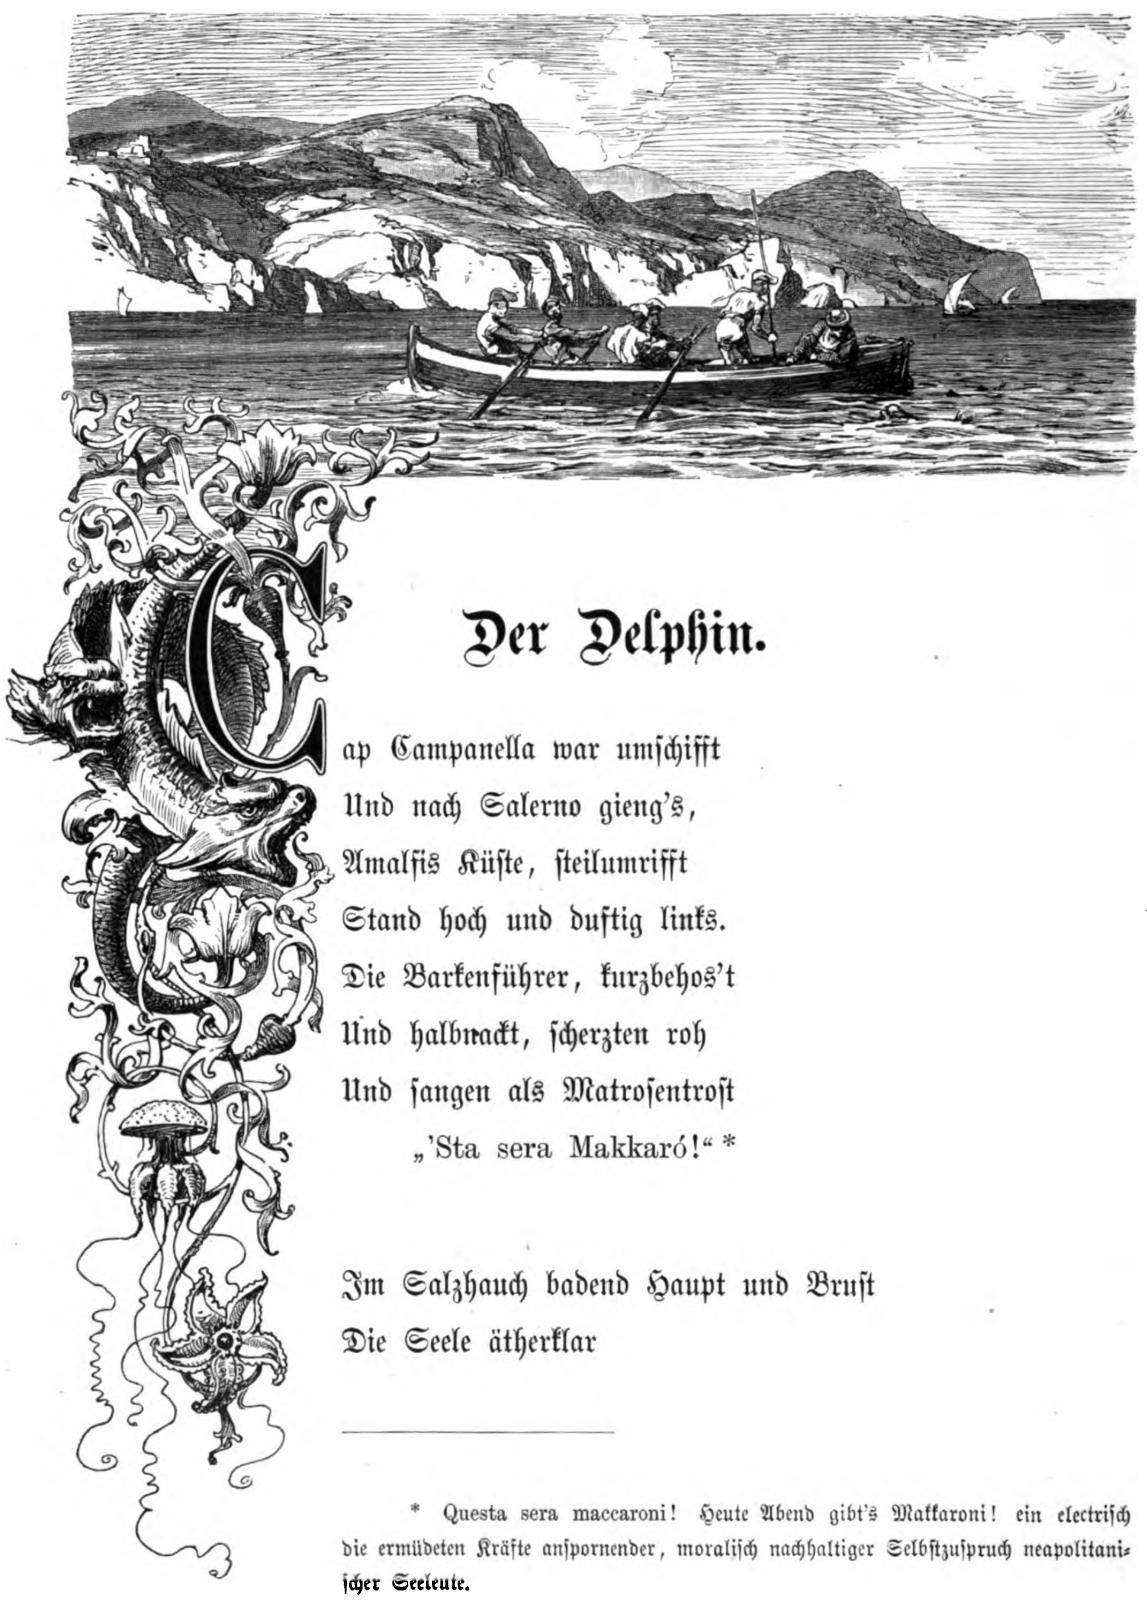 Der Delphin.
Cap Campanella war umschifft
Und nach Salerno gieng's,
Amalfis Küste, steilumrifft
Stand hoch und duftig links.
Die Barkenführer, kurzbehos't
Und halbnackt, scherzten roh
Und sangen als Matrosentrost
„'Sta sera Makkaró!“ *
Im Salzhauch badend Haupt und Brust
Die Seele ätherklar
* Questa sera maccaroni! Heute Abend gibt's Makkaroni! ein electrisch
die ermüdeten Kräfte anspornender, moralisch nachhaltiger Selbstzuspruch neapolitani-
scher Seeleute.